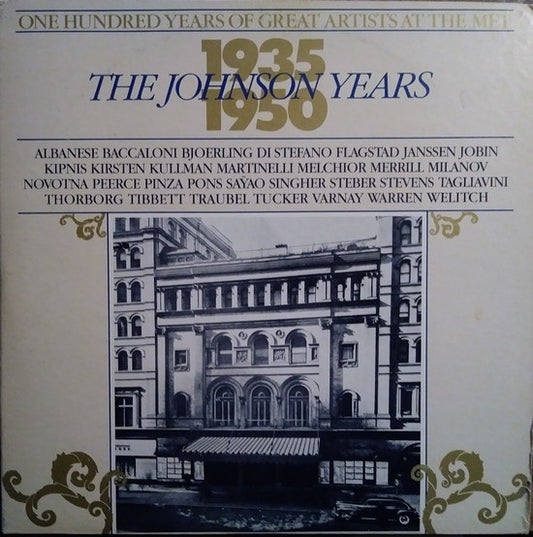 ONE HUNDRED YEARS OF GREAT ARTISTS AT THE MET
1935
THE JOHNSON YEARS
1950
ALBANESE BACCALONI BJOERLING DI STEFANO FLAGSTAD JANSSEN JOBIN
KIPNIS KIRSTEN KULLMAN MARTINELLI MELCHIOR MERRILL MILANOV
NOVOTNA PEERCE PINZA PONS SAŸAO SINGHER STEBER STEVENS TAGLIAVINI
THORBORG TIBBETT TRAUBEL TUCKER VARNAY WARREN WELITCH